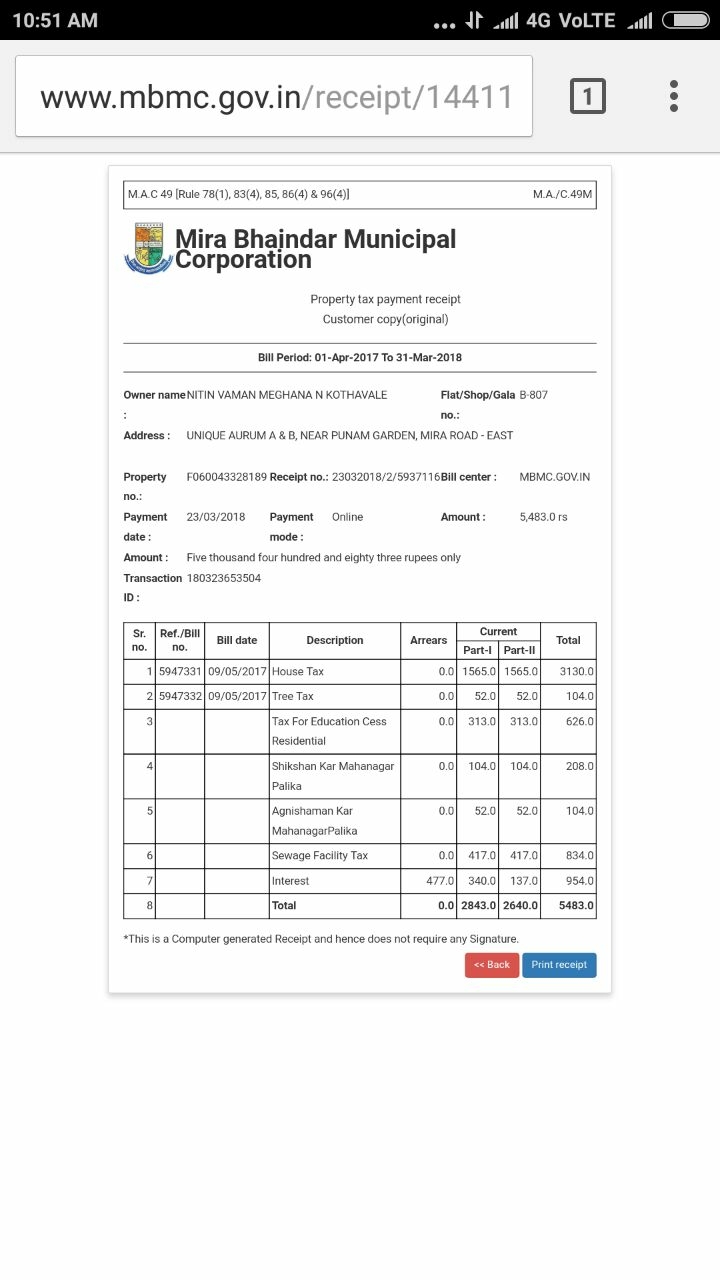 10:51 AM ... 4G VoLTE
www.mbmc.gov.in/receipt/14411 1
M.A.C 49 [Rule 78(1), 83(4), 85, 86(4) & 96(4)] M.A./C.49M
Mira Bhaindar Municipal
Corporation
Property tax payment receipt
Customer copy(original)
Bill Period: 01-Apr-2017 To 31-Mar-2018
Owner name NITIN VAMAN MEGHANA N KOTHAVALE Flat/Shop/Gala B-807
: no.:
Address : UNIQUE AURUM A & B, NEAR PUNAM GARDEN, MIRA ROAD - EAST
Property F060043328189 Receipt no.: 23032018/2/5937116 Bill center : MBMC.GOV.IN
no.:
Payment 23/03/2018 Payment Online Amount : 5,483.0 rs
date : mode :
Amount : Five thousand four hundred and eighty three rupees only
Transaction 180323653504
ID :
Sr. no. Ref./Bill no. Bill date Description Arrears Current Total
Part-I Part-II
1 5947331 09/05/2017 House Tax 0.0 1565.0 1565.0 3130.0
2 5947332 09/05/2017 Tree Tax 0.0 52.0 52.0 104.0
3 Tax For Education Cess 0.0 313.0 313.0 626.0
Residential
4 Shikshan Kar Mahanagar 0.0 104.0 104.0 208.0
Palika
5 Agnishaman Kar 0.0 52.0 52.0 104.0
MahanagarPalika
6 Sewage Facility Tax 0.0 417.0 417.0 834.0
7 Interest 477.0 340.0 137.0 954.0
8 Total 0.0 2843.0 2640.0 5483.0
*This is a Computer generated Receipt and hence does not require any Signature.
<< Back Print receipt